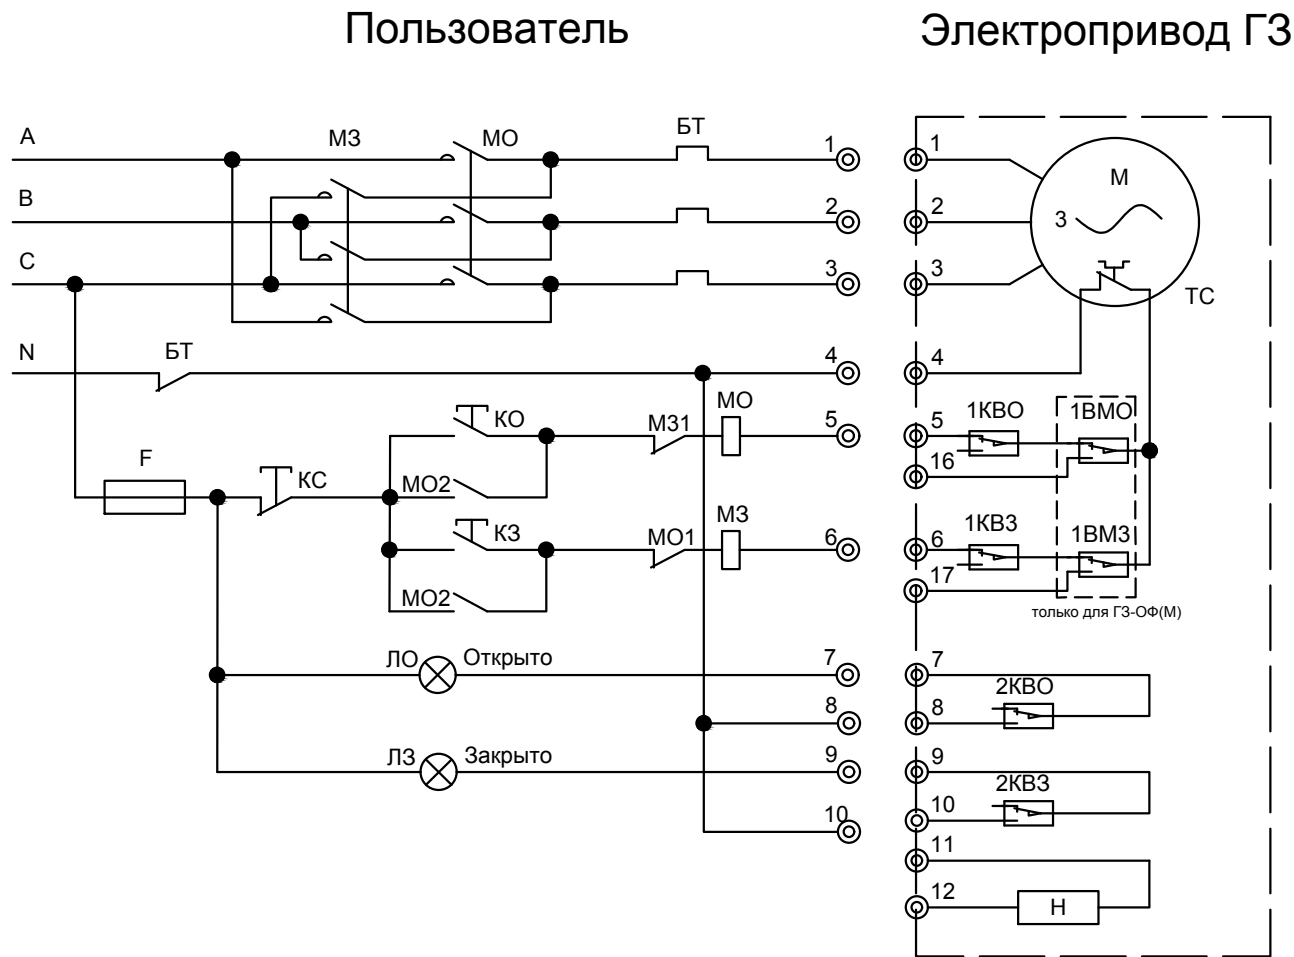 Пользователь
Электропривод ГЗ
A
МЗ
МО
БТ
1
1
M
B
2
2
3
C
3
3
ТС
N
БТ
4
4
КО
МЗ1
МО
5
5
1КВО
1ВМО
F
КС
МО2
16
КЗ
МО1
МЗ
6
6
1КВЗ
1ВМЗ
МО2
17
только для ГЗ-ОФ(М)
ЛО
Открыто
7
7
8
8
2КВО
ЛЗ
Закрыто
9
9
10
10
2КВЗ
11
12
Н